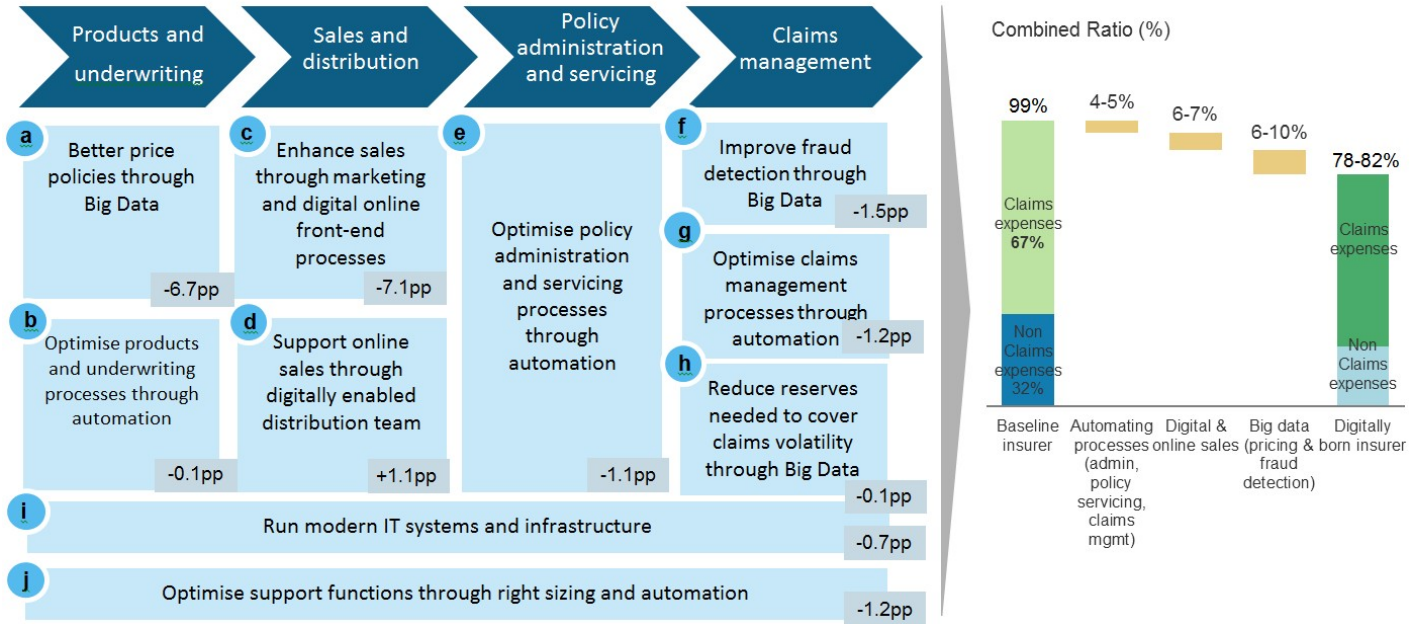 Products and
underwriting
Sales and
distribution
Policy
administration
and servicing
Claims
management
a
Better price
policies through
Big Data
-6.7pp
b
Optimise products
and underwriting
processes through
automation
-0.1pp
c
Enhance sales
through marketing
and digital online
front-end
processes
-7.1pp
d
Support online
sales through
digitally enabled
distribution team
+1.1pp
e
Optimise policy
administration
and servicing
processes
through
automation
-1.1pp
f
Improve fraud
detection through
Big Data
-1.5pp
g
Optimise claims
management
processes through
automation
-1.2pp
h
Reduce reserves
needed to cover
claims volatility
through Big Data
-0.1pp
i
Run modern IT systems and infrastructure
-0.7pp
j
Optimise support functions through right sizing and automation
-1.2pp
Combined Ratio (%)
99%
4-5%
6-7%
6-10%
78-82%
Claims
expenses
67%
Non
Claims
expenses
32%
Claims
expenses
Non
Claims
expenses
Baseline
insurer
Automating
processes
(admin,
policy
servicing,
claims
mgmt)
Digital &
online sales
Big data
(pricing &
fraud
detection)
Digitally
born insurer